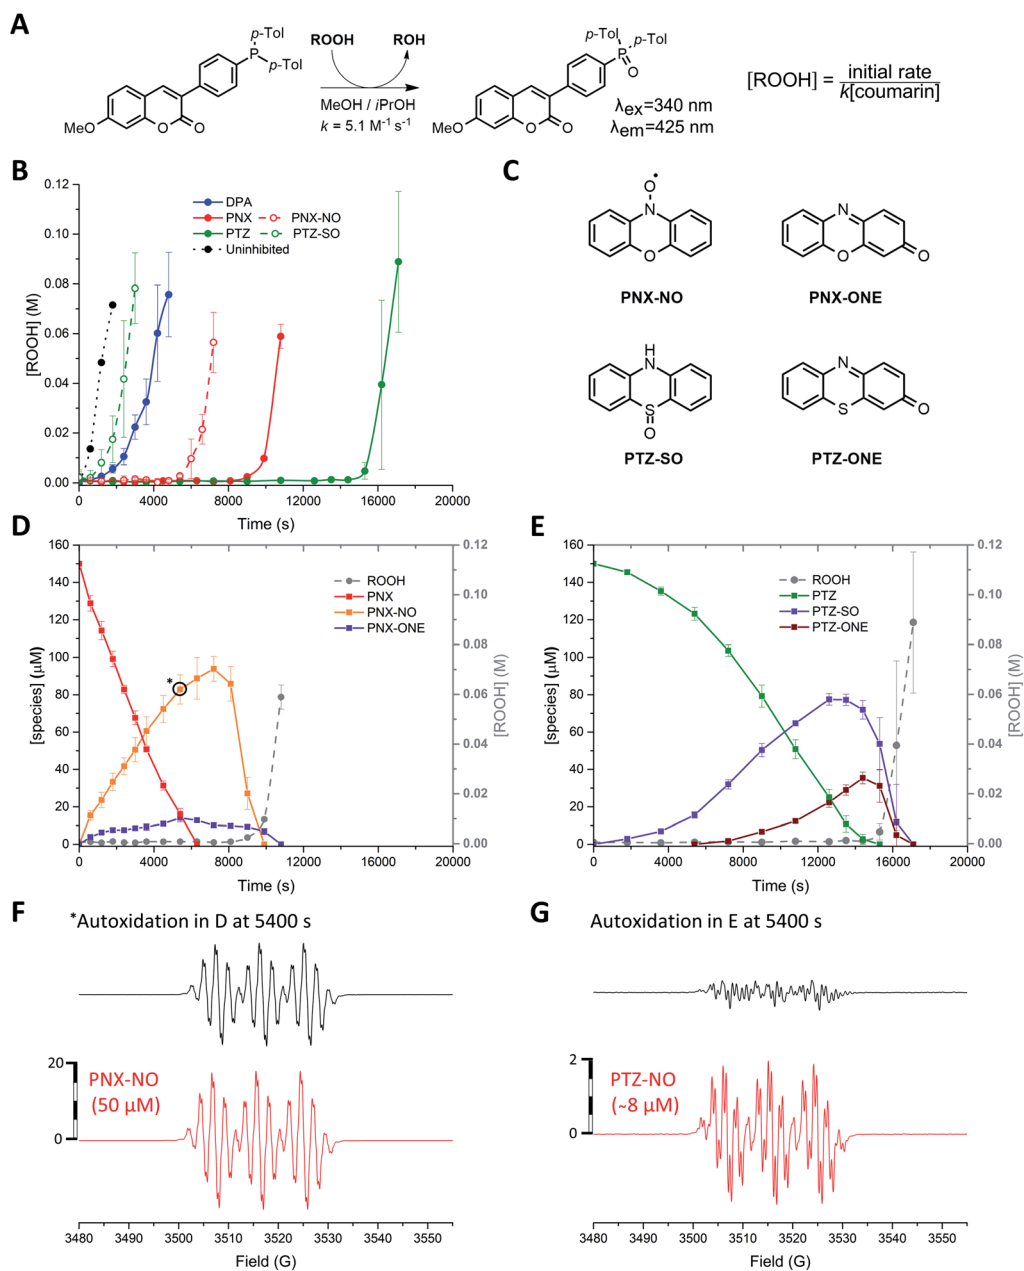 A
p-Tol
P
p-Tol
MeO
O
O
ROOH
ROH
MeOH / iPrOH
k = 5.1 M⁻¹ s⁻¹
p-Tol
p-Tol
P
O
MeO
O
O
λex=340 nm
λem=425 nm
[ROOH] = initial rate
k[coumarin]
B
0.12
0.10
0.08
0.06
0.04
0.02
0.00
[ROOH] (M)
DPA
PNX
PNX-NO
PTZ
PTZ-SO
Uninhibited
0
4000
8000
12000
16000
20000
Time (s)
C
O•
N
O
PNX-NO
N
O
O
PNX-ONE
H
N
S
O
PTZ-SO
N
S
O
PTZ-ONE
D
160
140
120
100
80
60
40
20
0
[species] (μM)
ROOH
PNX
PNX-NO
PNX-ONE
*
0.12
0.10
0.08
0.06
0.04
0.02
0.00
[ROOH] (M)
0
4000
8000
12000
16000
20000
Time (s)
E
160
140
120
100
80
60
40
20
0
[species] (μM)
ROOH
PTZ
PTZ-SO
PTZ-ONE
0.12
0.10
0.08
0.06
0.04
0.02
0.00
[ROOH] (M)
0
4000
8000
12000
16000
20000
Time (s)
F
*Autoxidation in D at 5400 s
20
0
PNX-NO
(50 μM)
3480
3490
3500
3510
3520
3530
3540
3550
Field (G)
G
Autoxidation in E at 5400 s
2
0
PTZ-NO
(~8 μM)
3480
3490
3500
3510
3520
3530
3540
3550
Field (G)